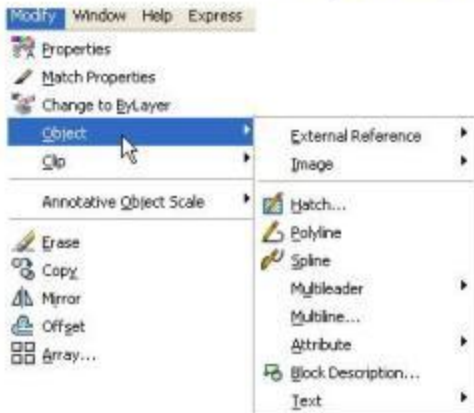 Modify Window Help Express
Properties
Match Properties
Change to ByLayer
Object
Clip
Annotative Object Scale
Erase
Copy
Mirror
Offset
Array...
External Reference
Image
Hatch...
Polyline
Spline
Multileader
Multiline...
Attribute
Block Description...
Text